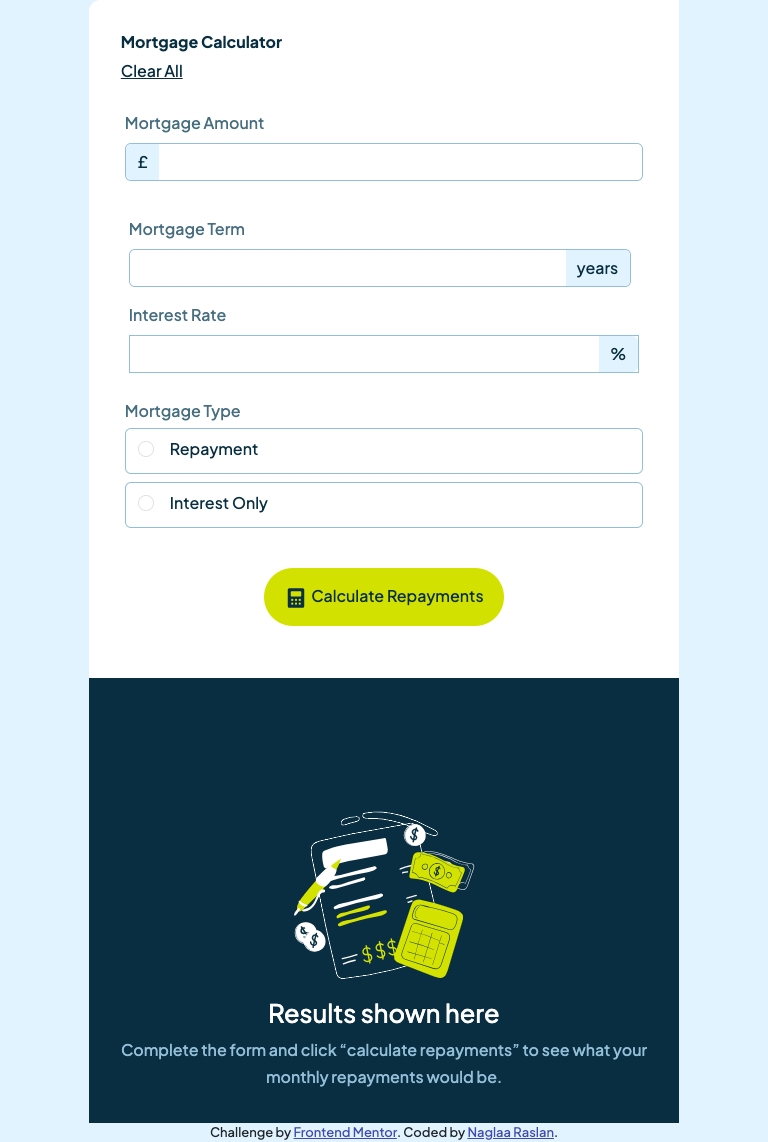 Mortgage Calculator
Clear All
Mortgage Amount
£
Mortgage Term
years
Interest Rate
%
Mortgage Type
Repayment
Interest Only
Calculate Repayments
$
$
$
$
$$$
Results shown here
Complete the form and click “calculate repayments” to see what your
monthly repayments would be.
Challenge by Frontend Mentor. Coded by Naglaa Raslan.